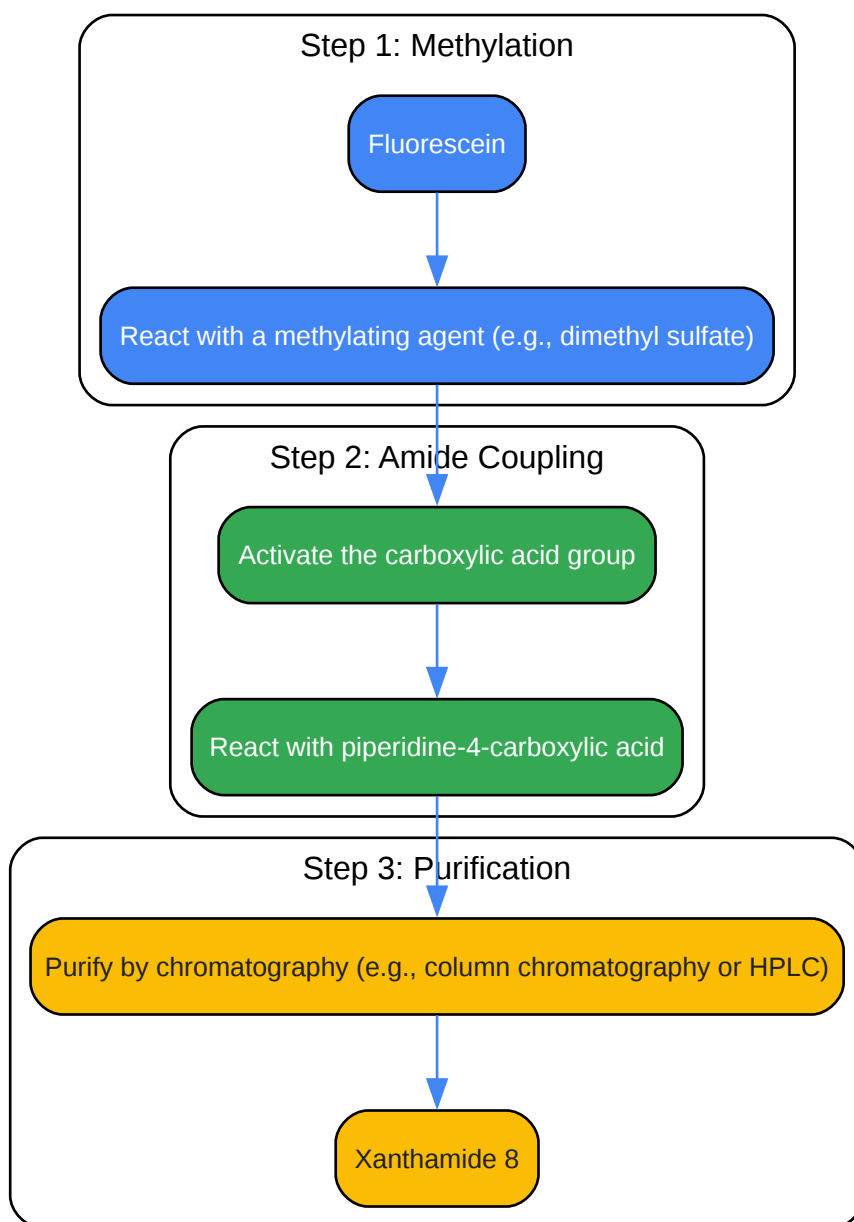 Step 1: Methylation
Fluorescein
React with a methylating agent (e.g., dimethyl sulfate)
Step 2: Amide Coupling
Activate the carboxylic acid group
React with piperidine-4-carboxylic acid
Step 3: Purification
Purify by chromatography (e.g., column chromatography or HPLC)
Xanthamide 8